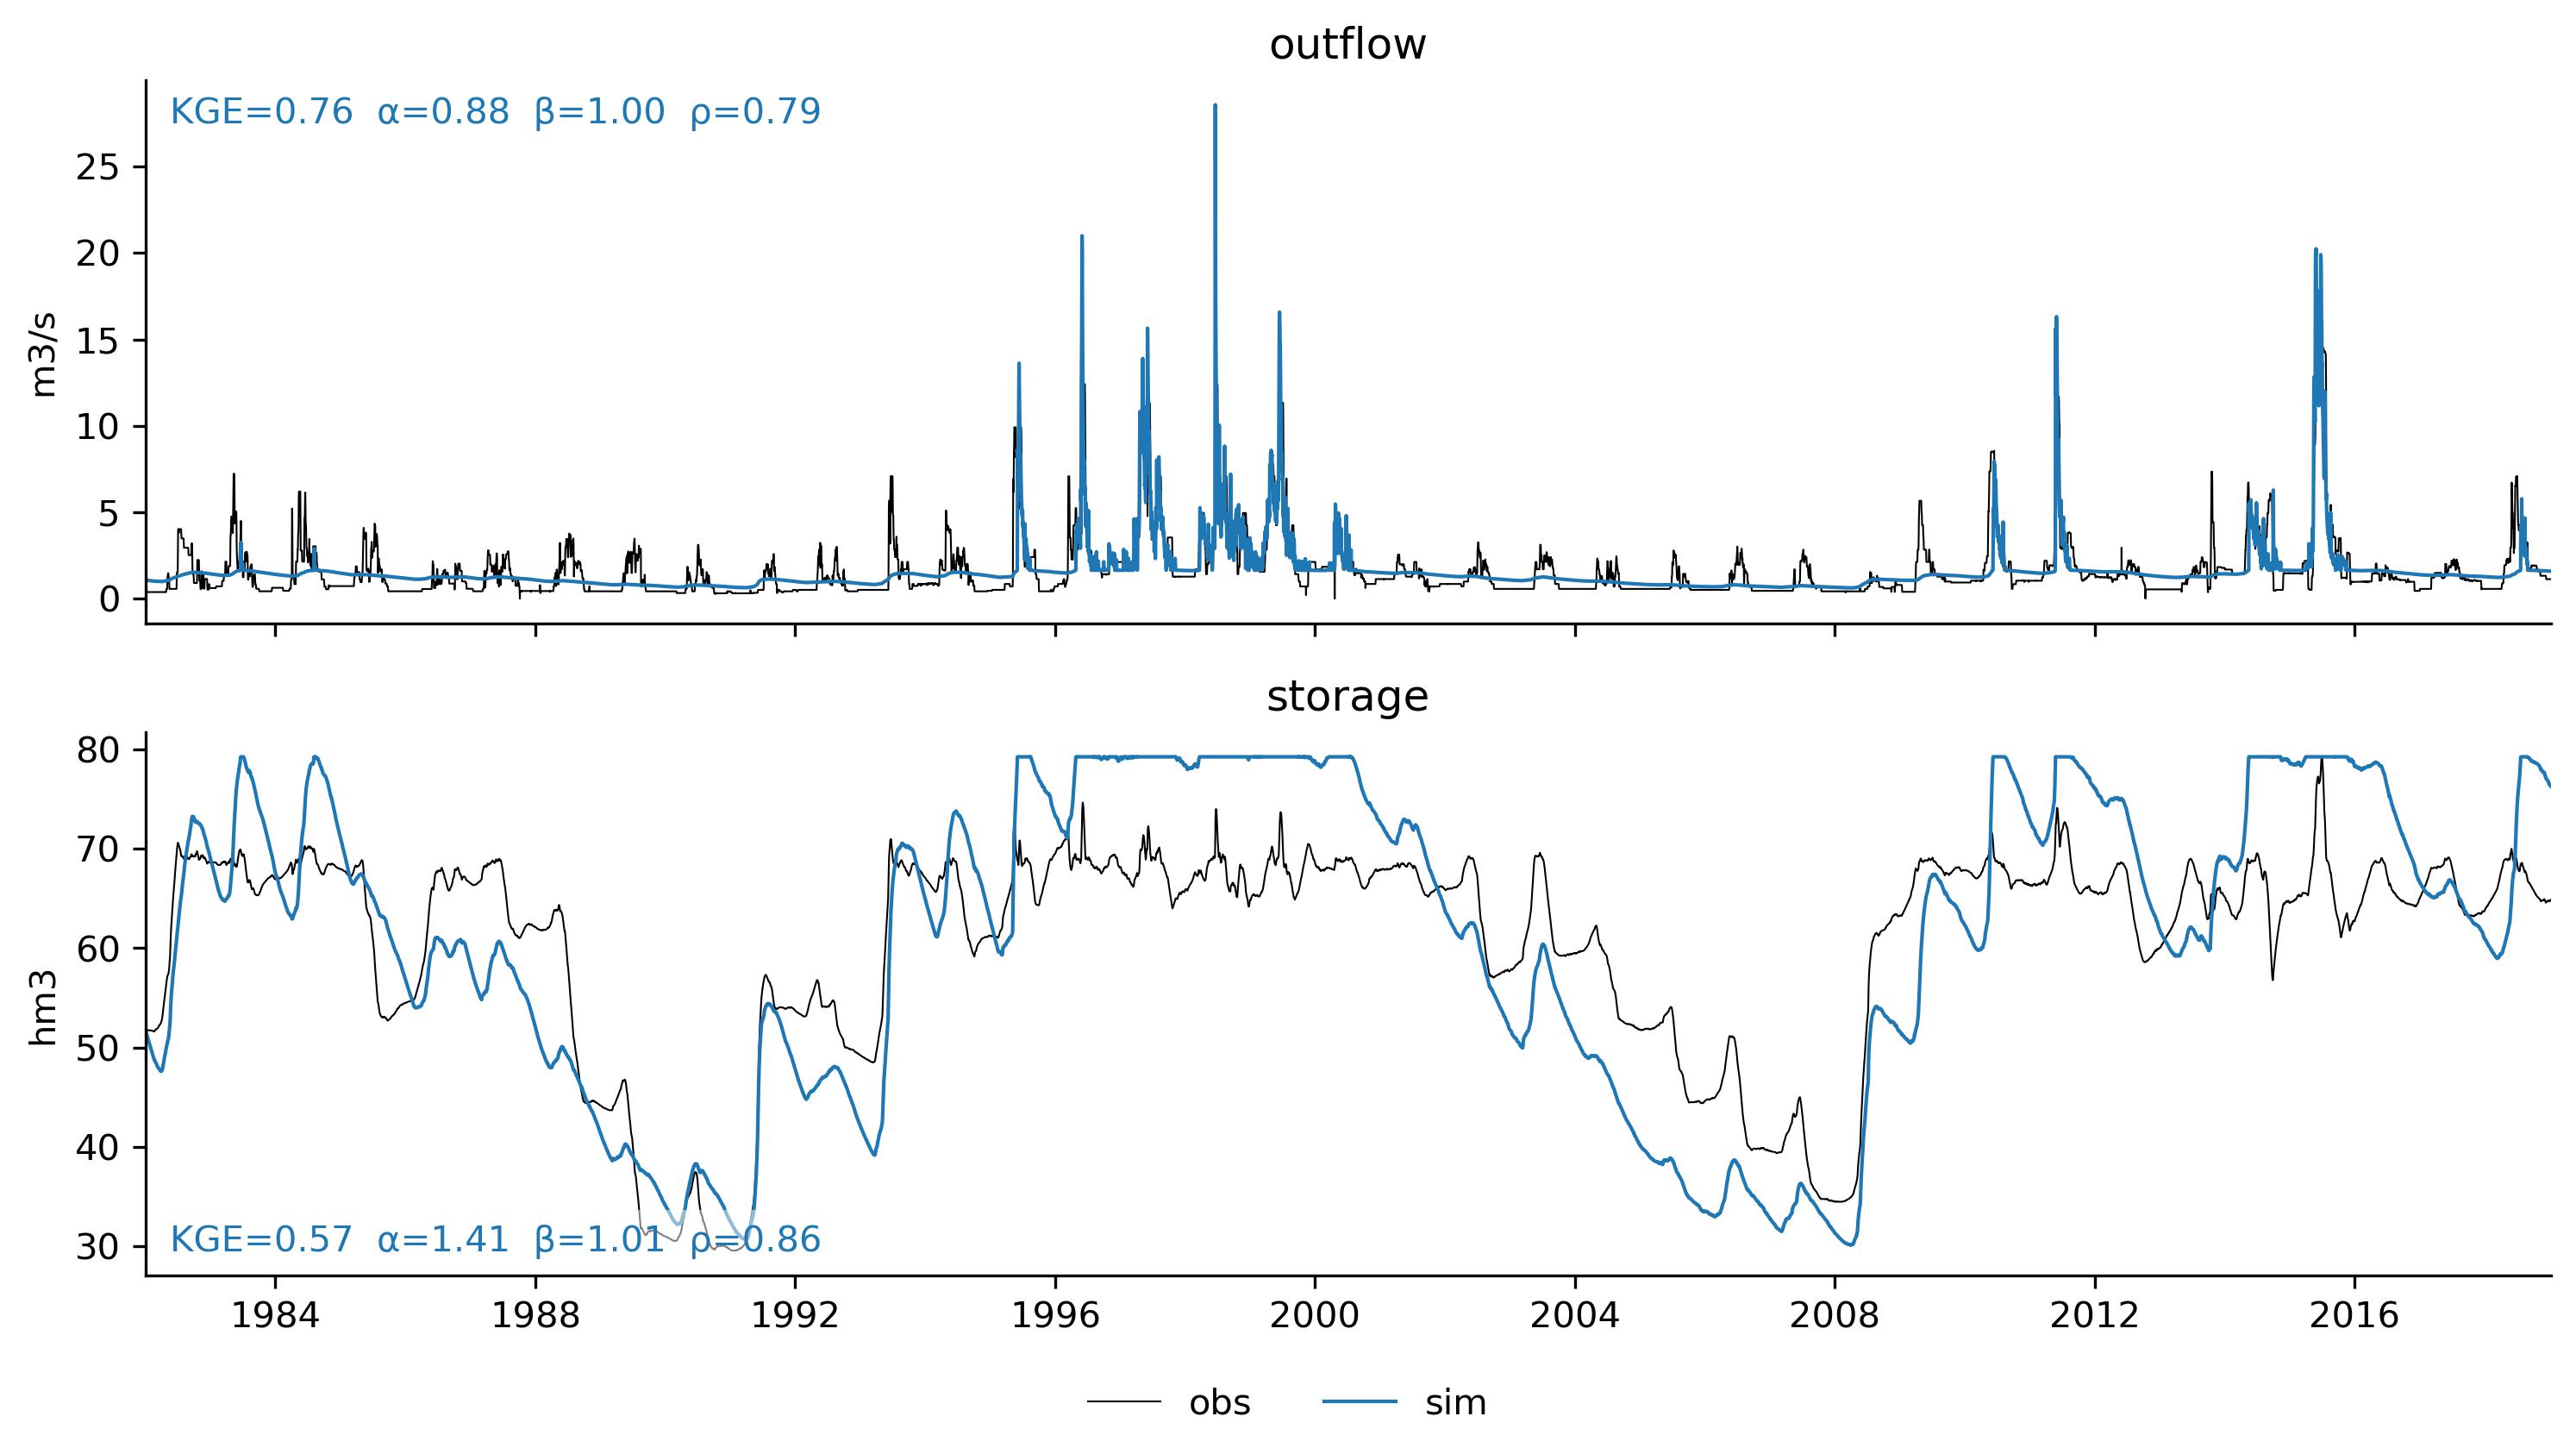 outflow
KGE=0.76 α=0.88 β=1.00 ρ=0.79
m3/s
25
20
15
10
5
0
storage
hm3
80
70
60
50
40
30
KGE=0.57 α=1.41 β=1.01 ρ=0.86
1984 1988 1992 1996 2000 2004 2008 2012 2016
obs sim